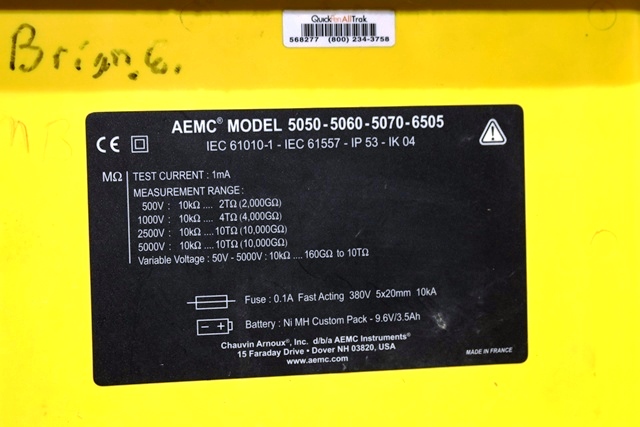 QuickPenAllTrak
568277 (800) 234-3758
Brian.G.
AEMC® MODEL 5050-5060-5070-6505
IEC 61010-1 - IEC 61557 - IP 53 - IK 04
CE
MΩ
TEST CURRENT : 1mA
MEASUREMENT RANGE :
500V : 10kΩ .... 2TΩ (2,000GΩ)
1000V : 10kΩ .... 4TΩ (4,000GΩ)
2500V : 10kΩ .... 10TΩ (10,000GΩ)
5000V : 10kΩ .... 10TΩ (10,000GΩ)
Variable Voltage : 50V - 5000V : 10kΩ .... 160GΩ to 10TΩ
Fuse : 0.1A Fast Acting 380V 5x20mm 10kA
Battery : Ni MH Custom Pack - 9.6V/3.5Ah
Chauvin Arnoux®, Inc. d/b/a AEMC Instruments®
15 Faraday Drive • Dover NH 03820, USA
www.aemc.com
MADE IN FRANCE